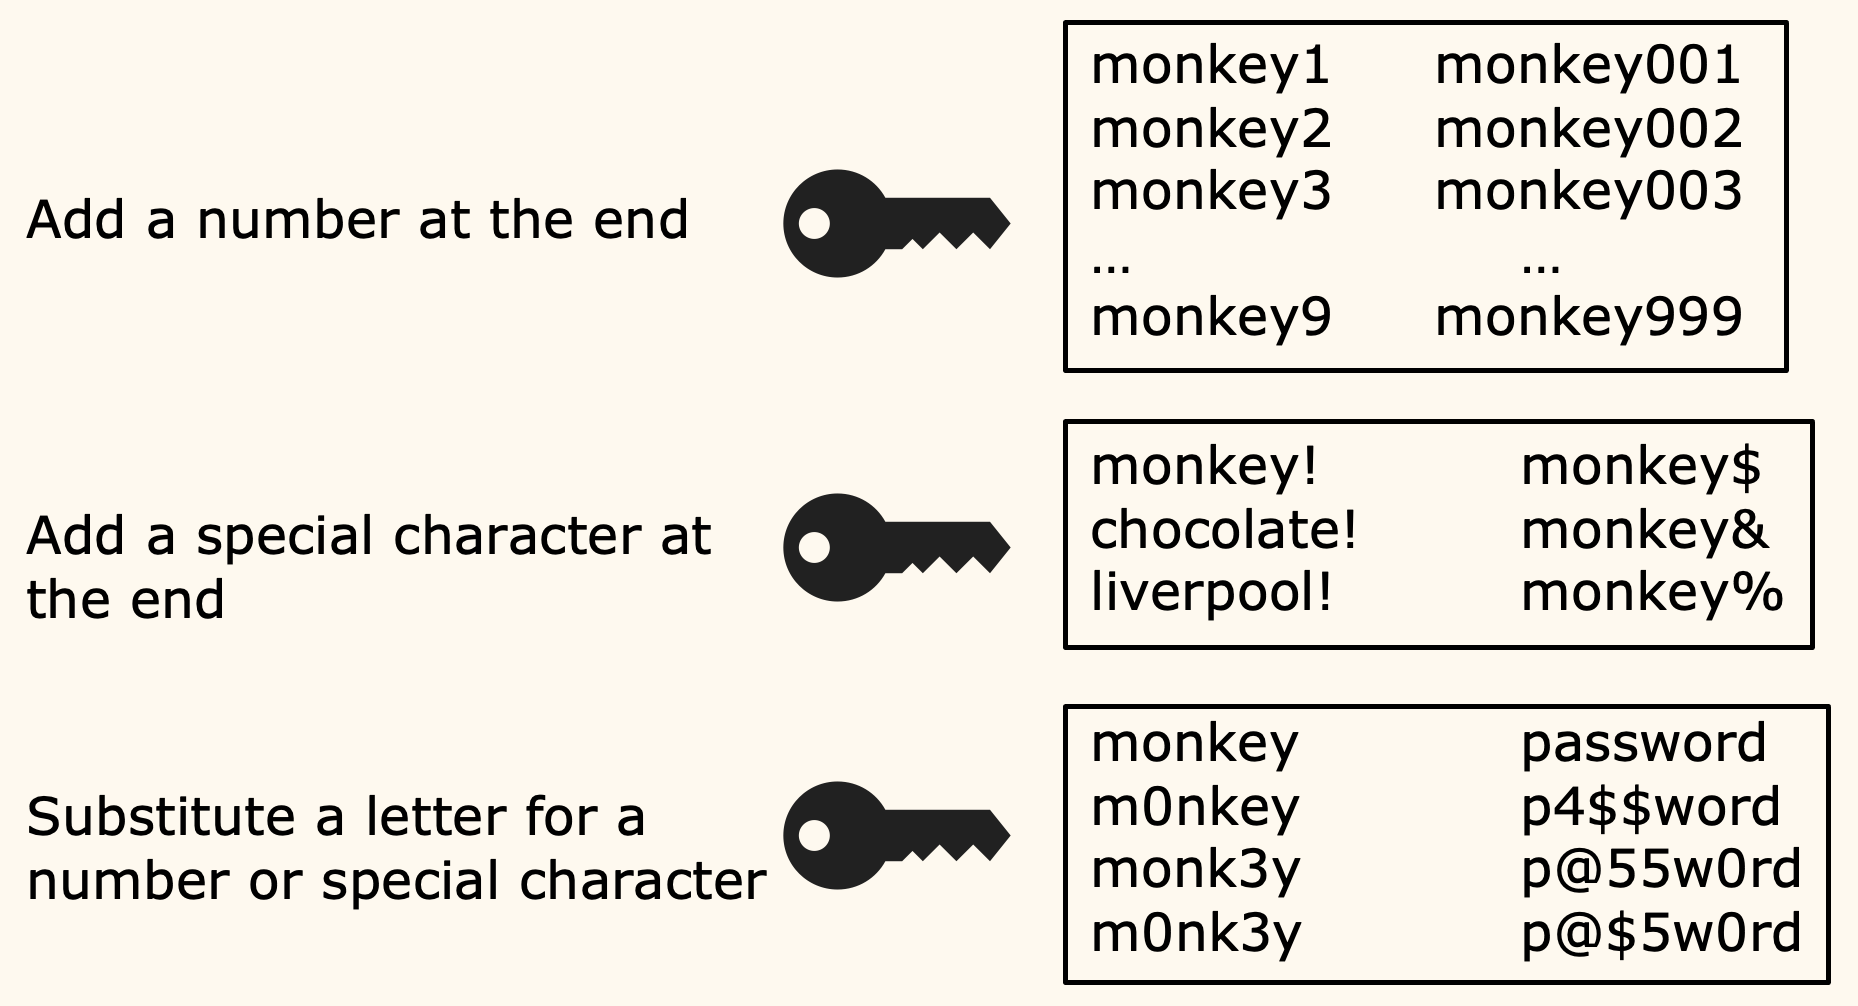 Add a number at the end
monkey1 monkey001
monkey2 monkey002
monkey3 monkey003
... ...
monkey9 monkey999
Add a special character at
the end
monkey! monkey$
chocolate! monkey&
liverpool! monkey%
Substitute a letter for a
number or special character
monkey password
m0nkey p4$$word
monk3y p@55w0rd
m0nk3y p@$5w0rd